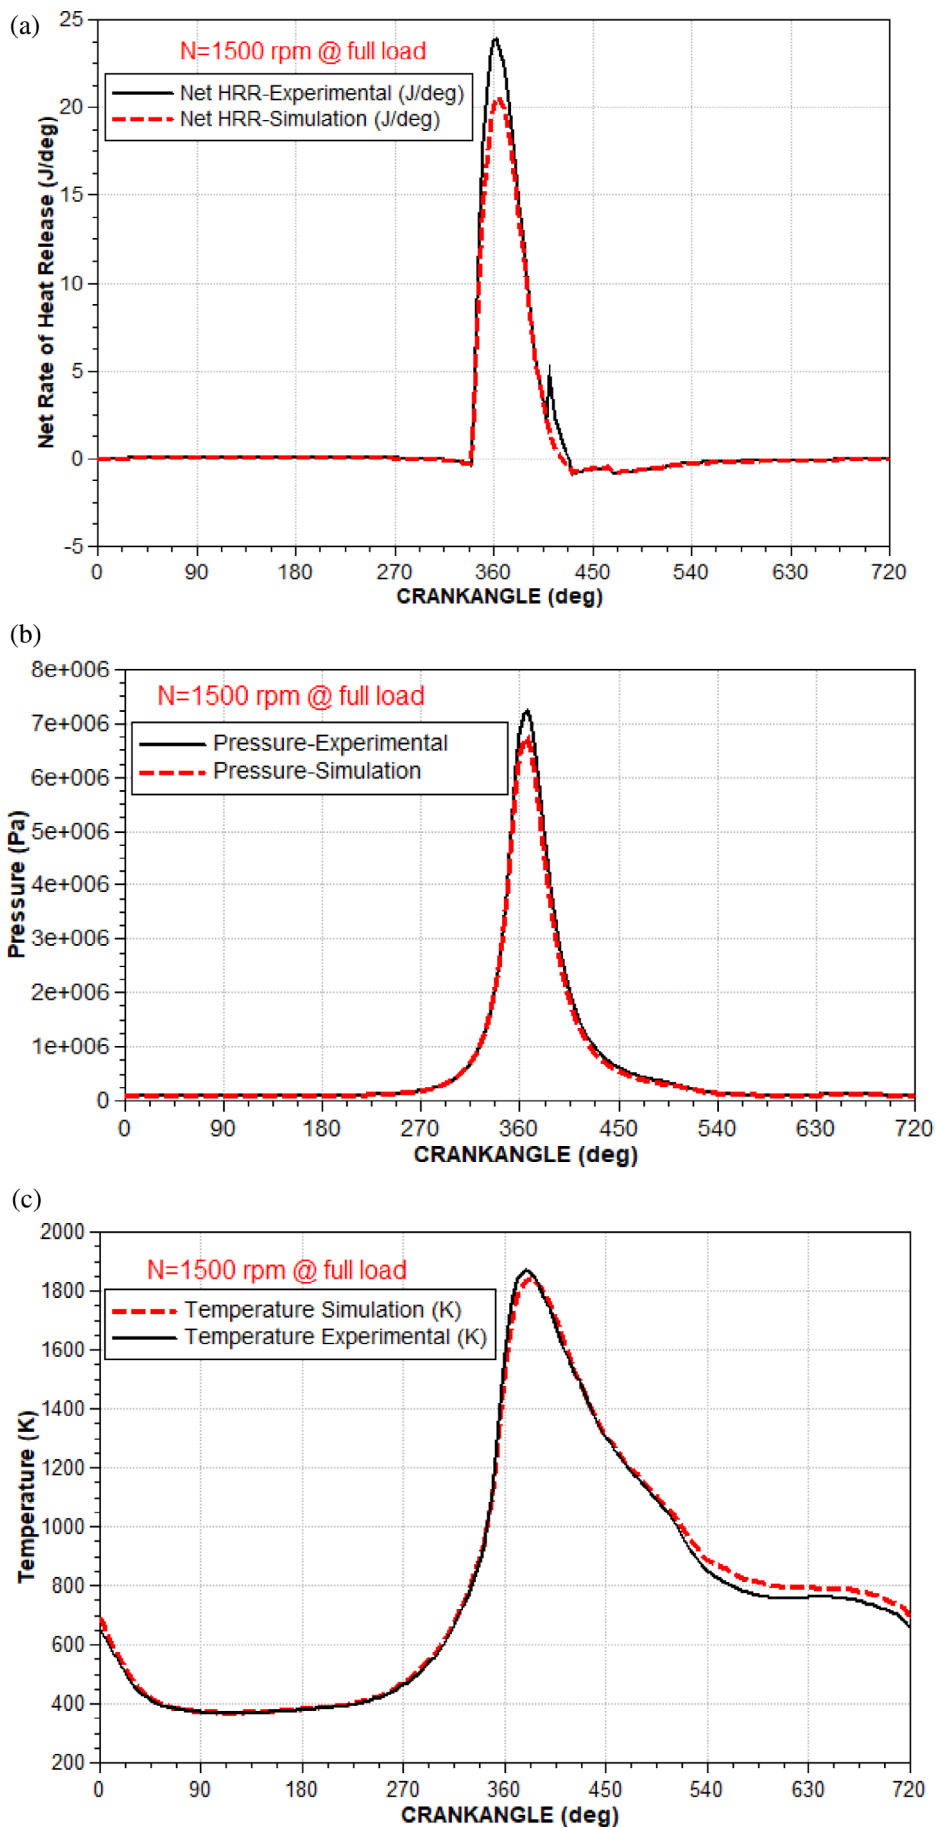 (a)
N=1500 rpm @ full load
Net HRR-Experimental (J/deg)
Net HRR-Simulation (J/deg)
Net Rate of Heat Release (J/deg)
25
20
15
10
5
0
-5
0 90 180 270 360 450 540 630 720
CRANKANGLE (deg)
(b)
N=1500 rpm @ full load
Pressure-Experimental
Pressure-Simulation
Pressure (Pa)
8e+006
7e+006
6e+006
5e+006
4e+006
3e+006
2e+006
1e+006
0
0 90 180 270 360 450 540 630 720
CRANKANGLE (deg)
(c)
N=1500 rpm @ full load
Temperature Simulation (K)
Temperature Experimental (K)
Temperature (K)
2000
1800
1600
1400
1200
1000
800
600
400
200
0 90 180 270 360 450 540 630 720
CRANKANGLE (deg)